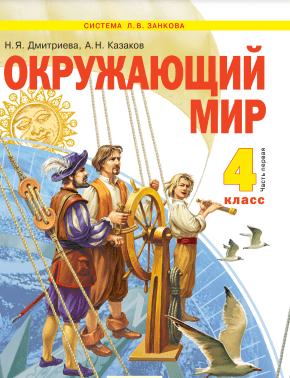 СИСТЕМА Л. В. ЗАНКОВА
Н. Я. Дмитриева, А. Н. Казаков
ОКРУЖАЮЩИЙ
МИР
4
класс
Часть первая